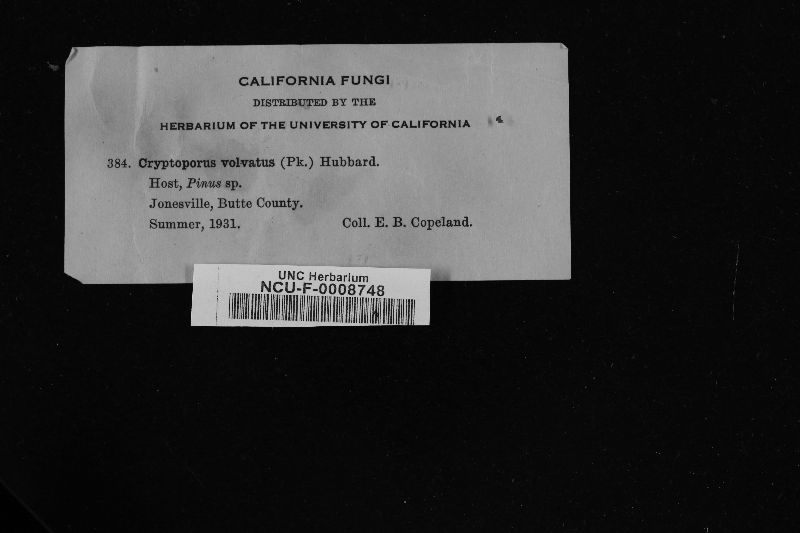 CALIFORNIA FUNGI
DISTRIBUTED BY THE
HERBARIUM OF THE UNIVERSITY OF CALIFORNIA
384. Cryptoporus volvatus (Pk.) Hubbard.
Host, Pinus sp.
Jonesville, Butte County.
Summer, 1931. Coll. E. B. Copeland.
UNC Herbarium
NCU-F-0008748